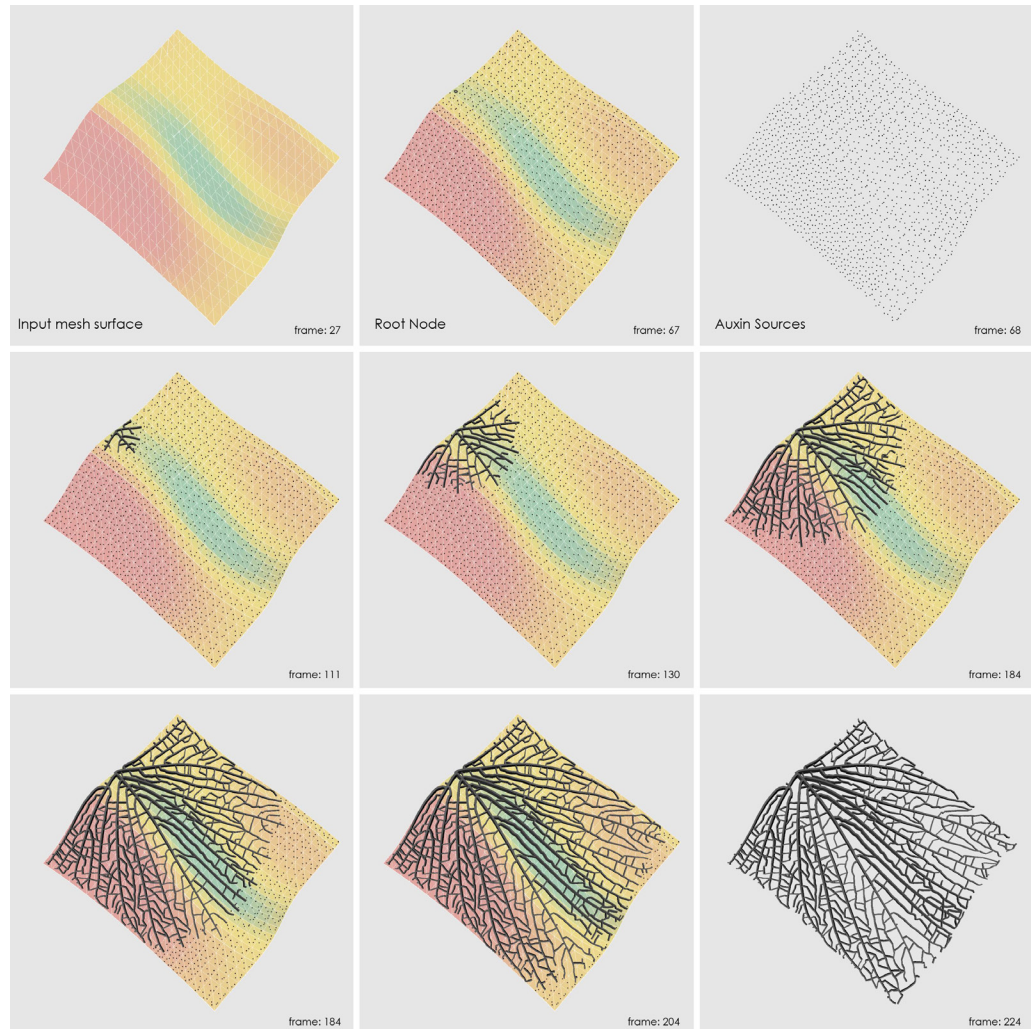 Input mesh surface
frame: 27
Root Node
frame: 67
Auxin Sources
frame: 68
frame: 111
frame: 130
frame: 184
frame: 184
frame: 204
frame: 224